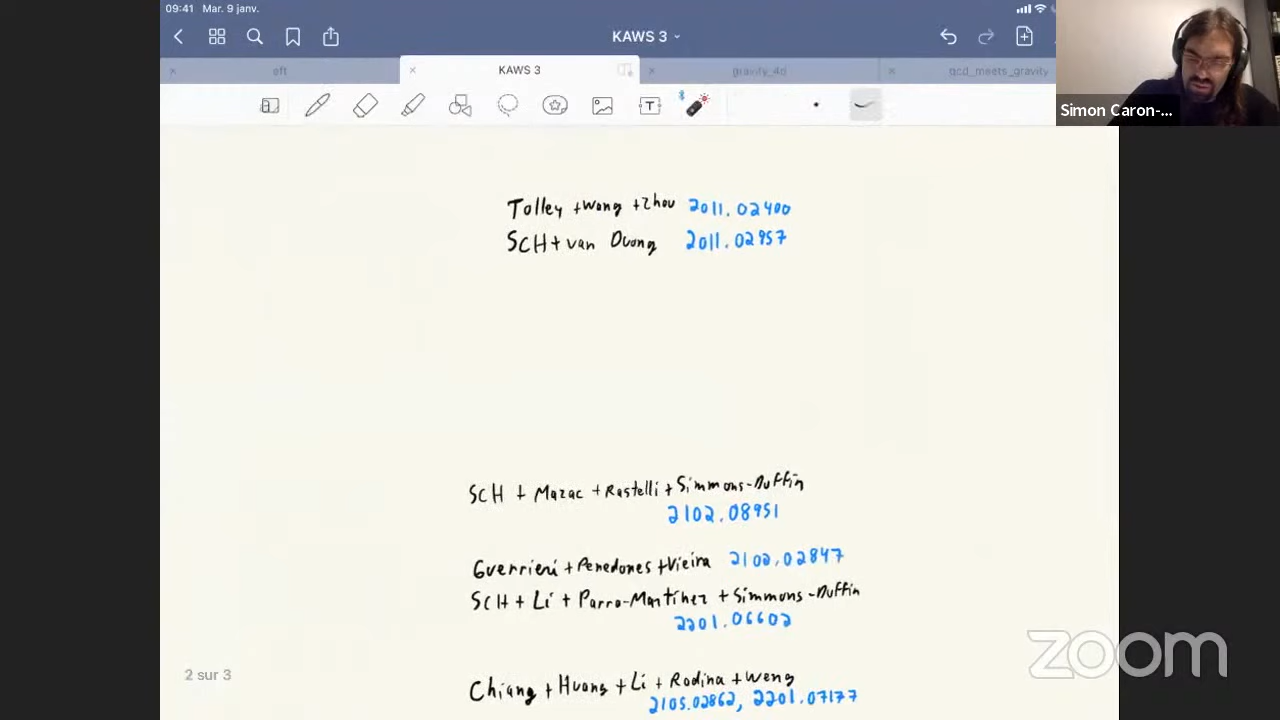 09:41 Mar. 9 janv.
KAWS 3
eft
KAWS 3
gravity_4d
qcd_meets_gravity
Simon Caron-...
Tolley + Wang + Zhou 2011.02400
SCH + van Duong 2011.02957
SCH + Mazac + Rastelli + Simmons-Duffin
2102.08951
Guerrieri + Penedones + Vieira 2102.02847
SCH + Li + Parra-Martinez + Simmons-Duffin
2201.06602
Chiang + Huang + Li + Rodina + Weng
2105.02862, 2201.07177
2 sur 3
zoom